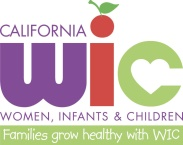 CALIFORNIA
wic
WOMEN, INFANTS & CHILDREN
Families grow healthy with WIC